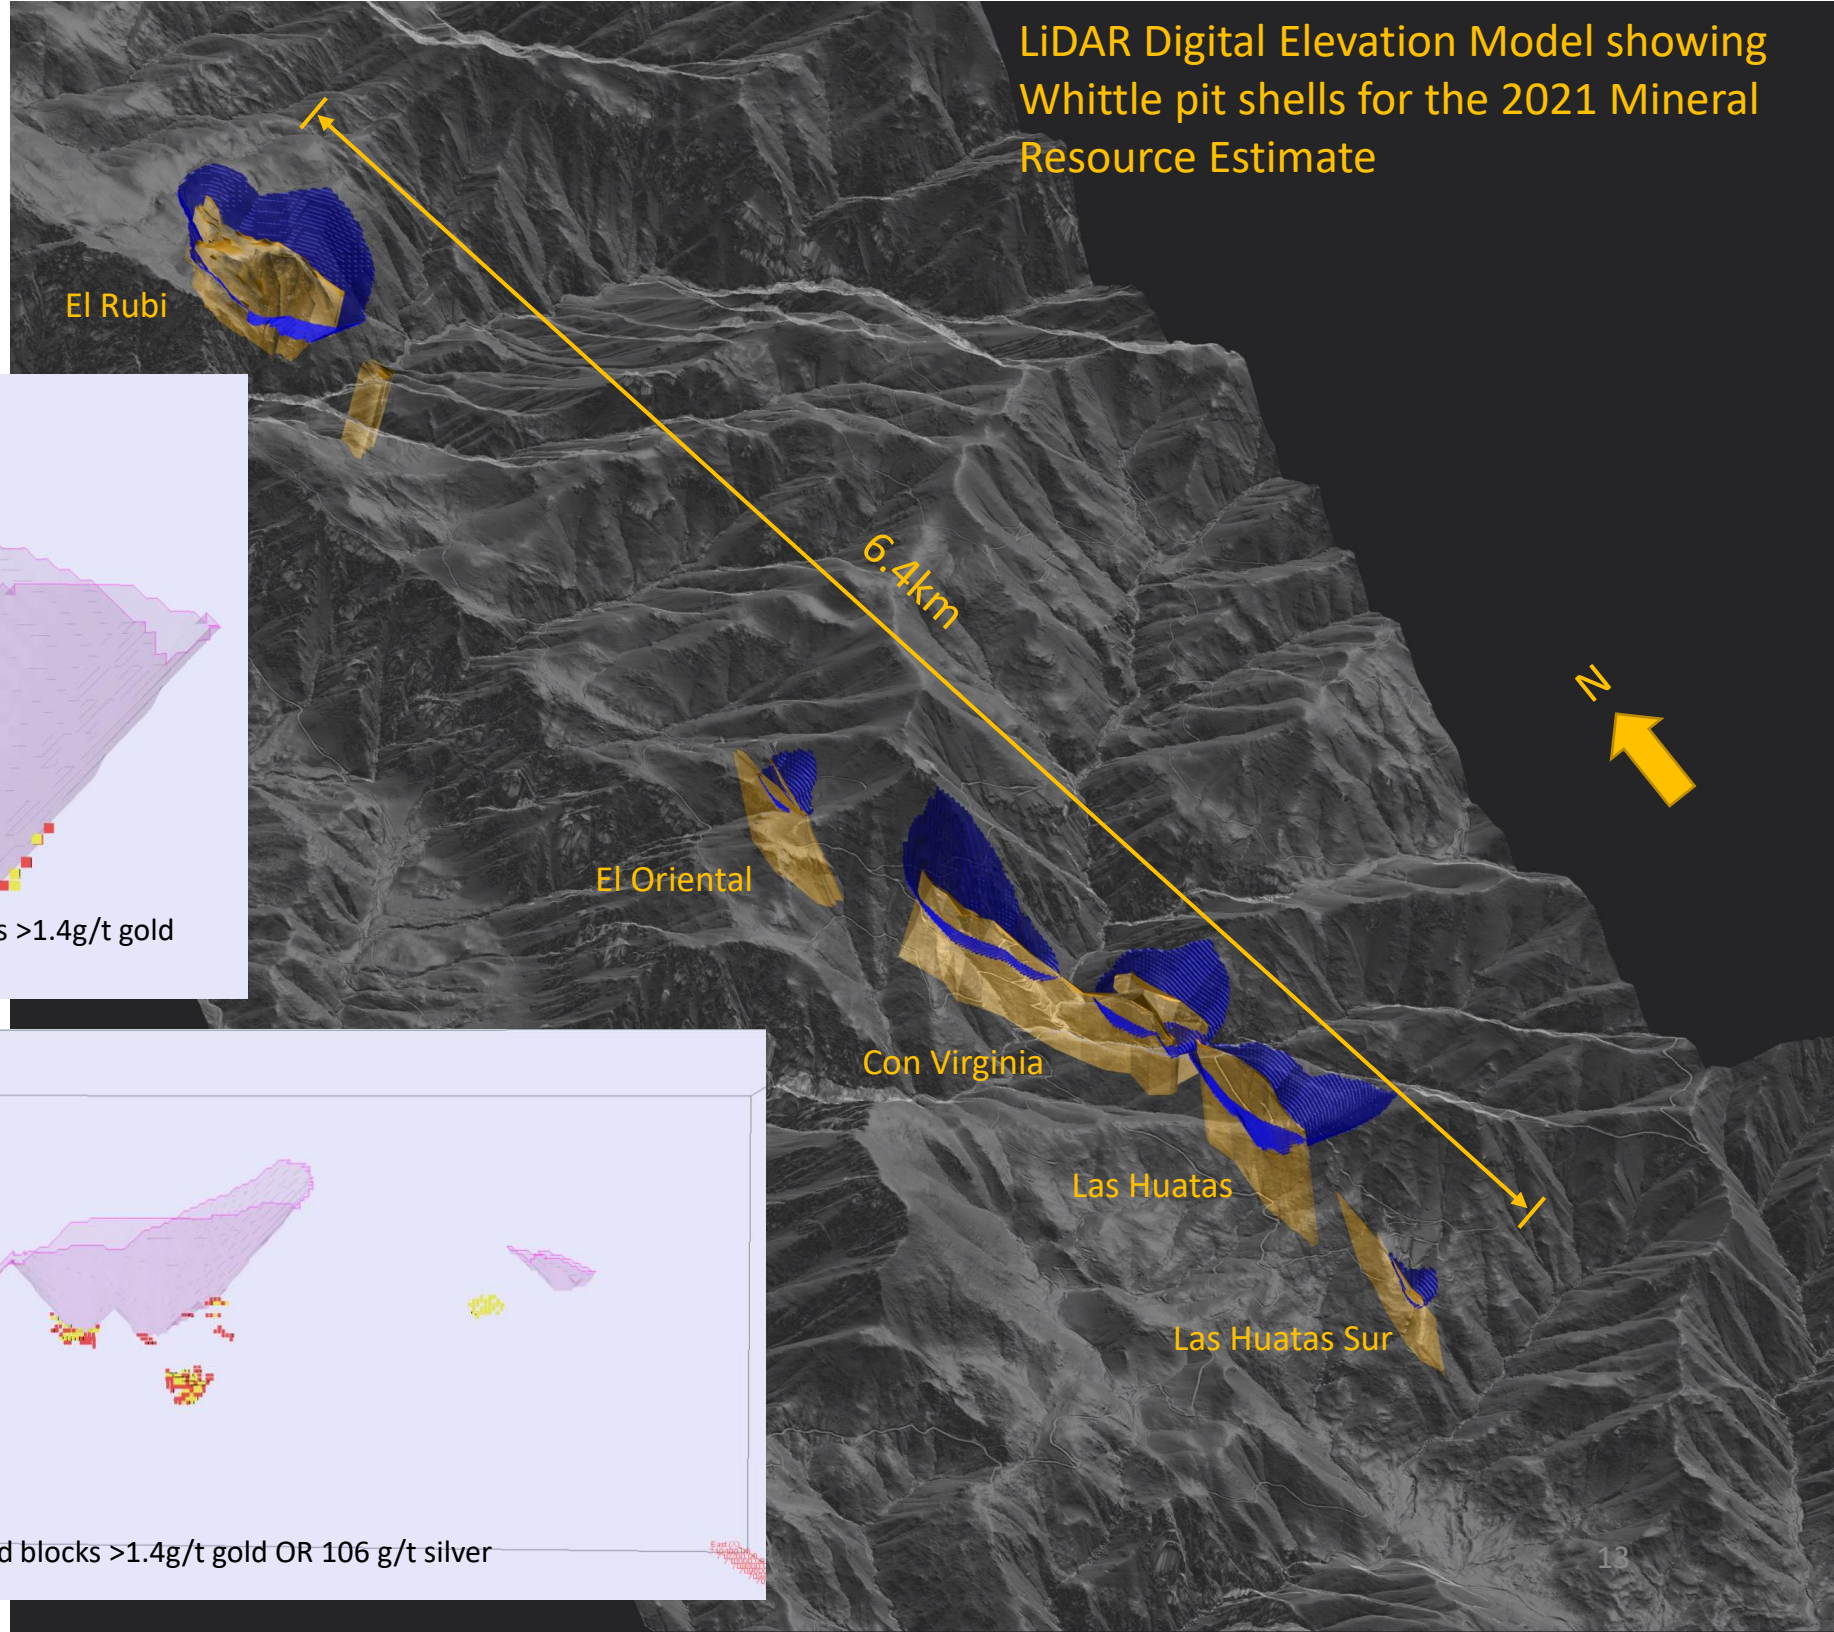 LiDAR Digital Elevation Model showing
Whittle pit shells for the 2021 Mineral
Resource Estimate
El Rubi
6.4km
N
El Oriental
>1.4g/t gold
Con Virginia
Las Huatas
Las Huatas Sur
blocks >1.4g/t gold OR 106 g/t silver
East (X)
13